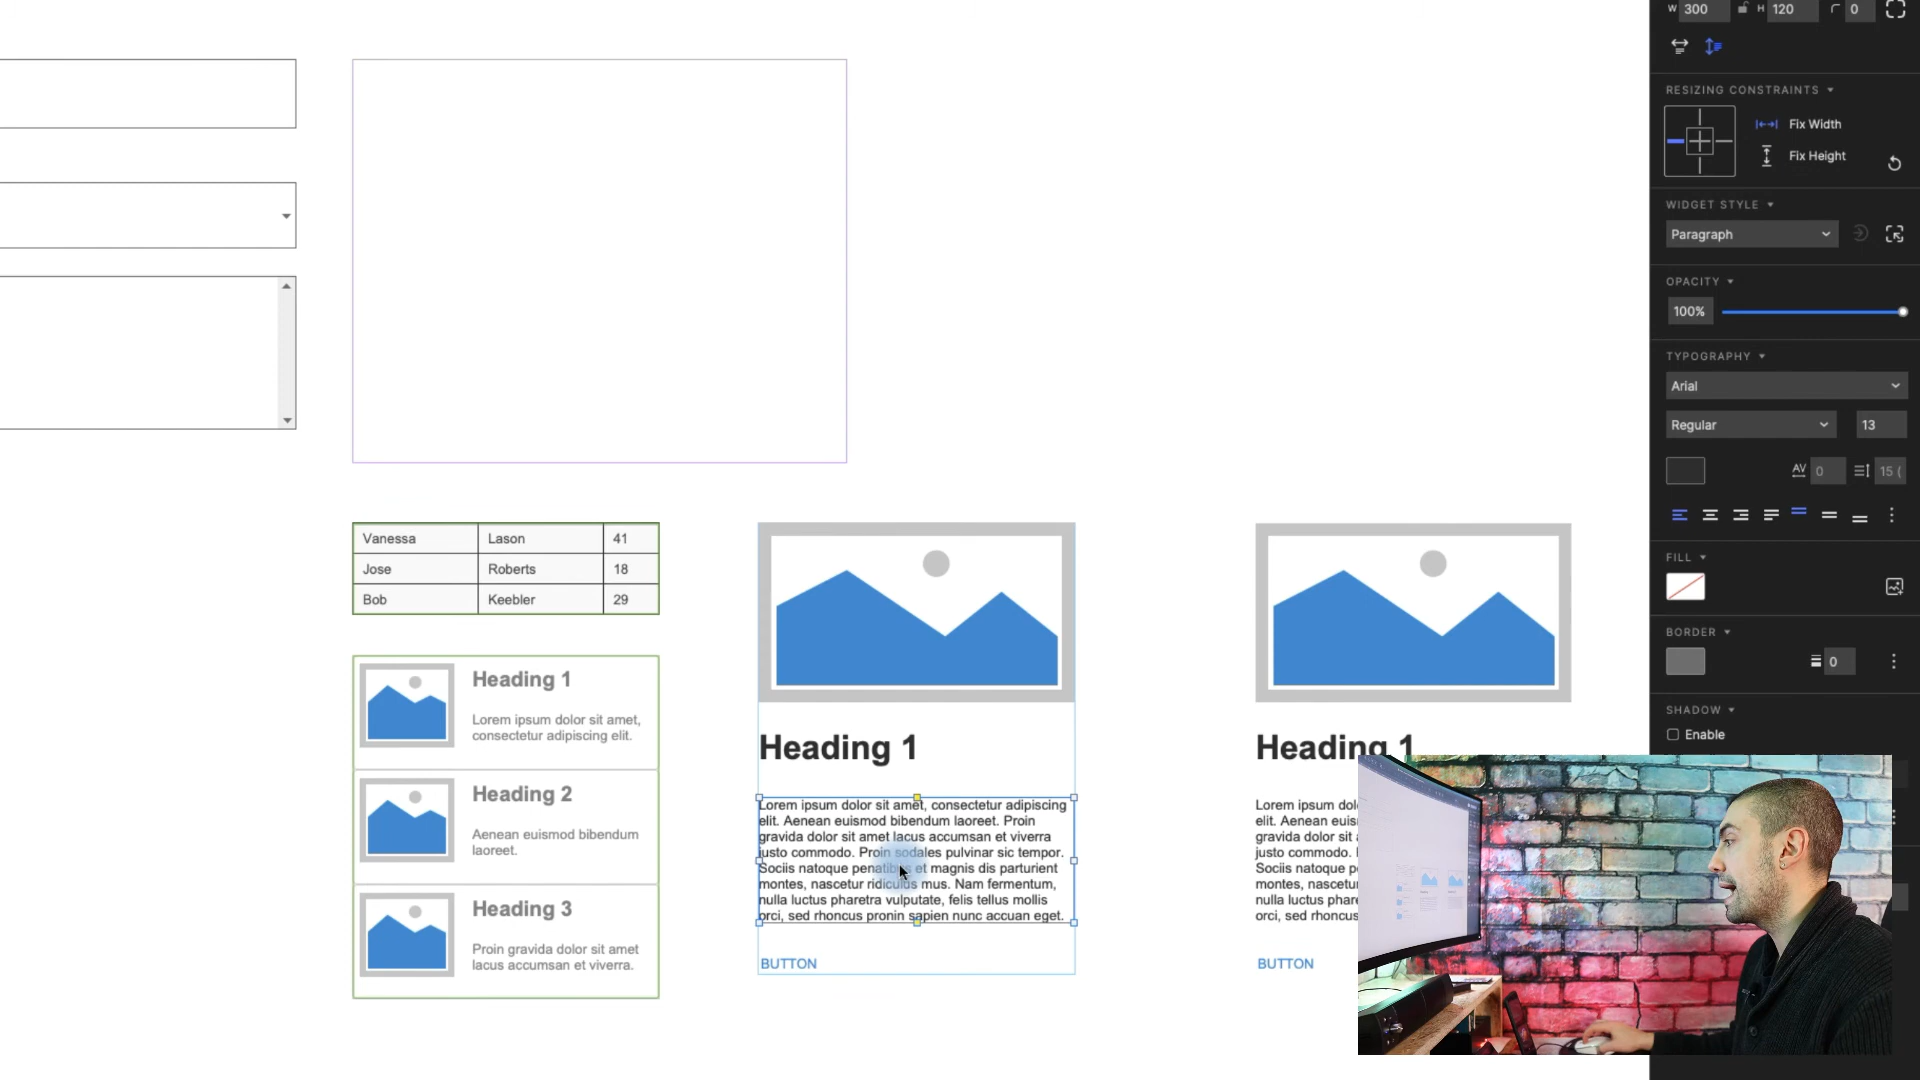 W 300 H 120 0
RESIZING CONSTRAINTS
Fix Width
Fix Height
WIDGET STYLE
Paragraph
OPACITY
100%
TYPOGRAPHY
Arial
Regular 13
AV 0 15 (
FILL
BORDER
0
SHADOW
Enable
Vanessa Lason 41
Jose Roberts 18
Bob Keebler 29
Heading 1
Lorem ipsum dolor sit amet,
consectetur adipiscing elit.
Heading 2
Aenean euismod bibendum
laoreet.
Heading 3
Proin gravida dolor sit amet
lacus accumsan et viverra.
Heading 1
Lorem ipsum dolor sit amet, consectetur adipiscing
elit. Aenean euismod bibendum laoreet. Proin
gravida dolor sit amet lacus accumsan et viverra
justo commodo. Proin sodales pulvinar sic tempor.
Sociis natoque penatibus et magnis dis parturient
montes, nascetur ridiculus mus. Nam fermentum,
nulla luctus pharetra vulputate, felis tellus mollis
orci, sed rhoncus pronin sapien nunc accuan eget.
BUTTON
Heading 1
Lorem ipsum dol
elit. Aenean euis
gravida dolor sit
justo commodo.
Sociis natoque p
montes, nascetur
nulla luctus phar
orci, sed rhoncus
BUTTON